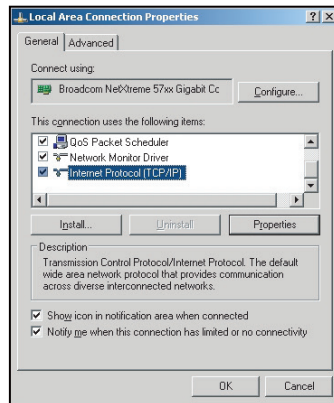 Local Area Connection Properties
General Advanced
Connect using:
Broadcom NetXtreme 57xx Gigabit Cc
Configure...
This connection uses the following items:
QoS Packet Scheduler
Network Monitor Driver
Internet Protocol (TCP/IP)
Install... Uninstall Properties
Description
Transmission Control Protocol/Internet Protocol. The default
wide area network protocol that provides communication
across diverse interconnected networks.
Show icon in notification area when connected
Notify me when this connection has limited or no connectivity
OK Cancel